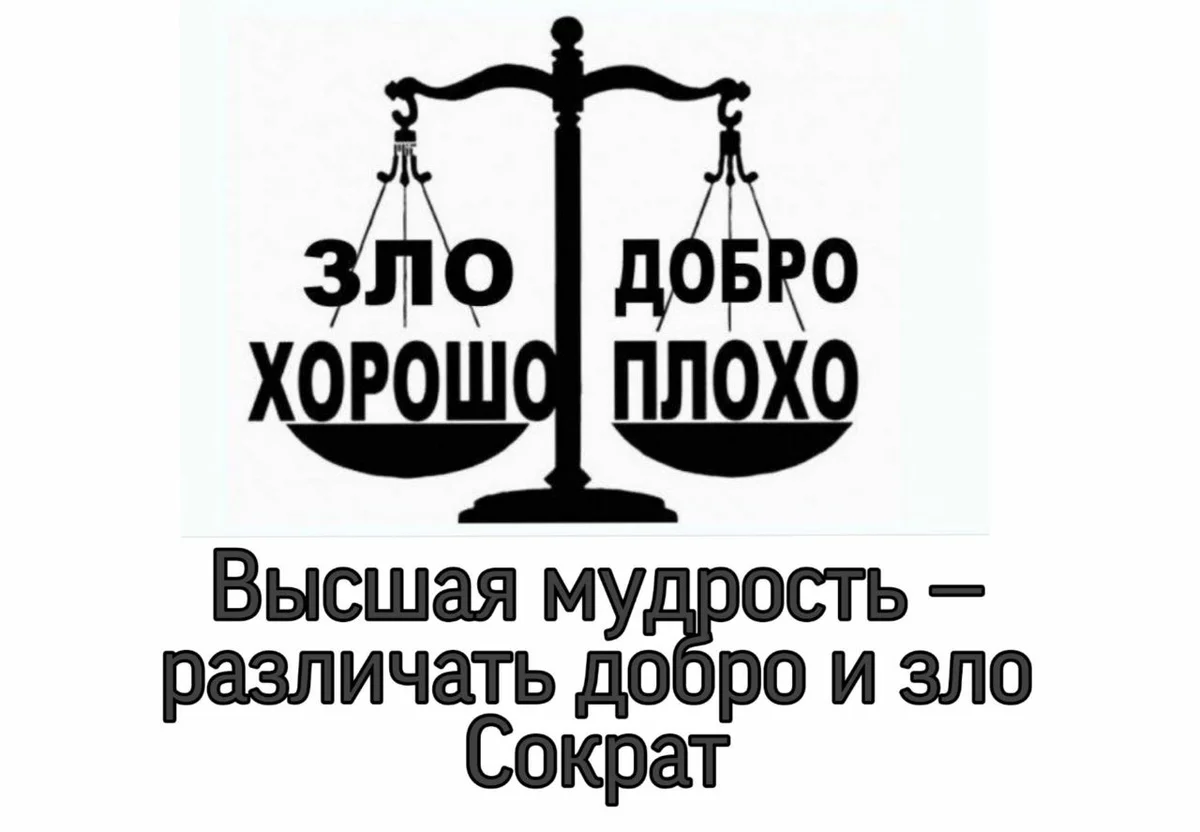 ЗЛО ДОБРО
ХОРОШО ПЛОХО
Высшая мудрость –
различать добро и зло
Сократ